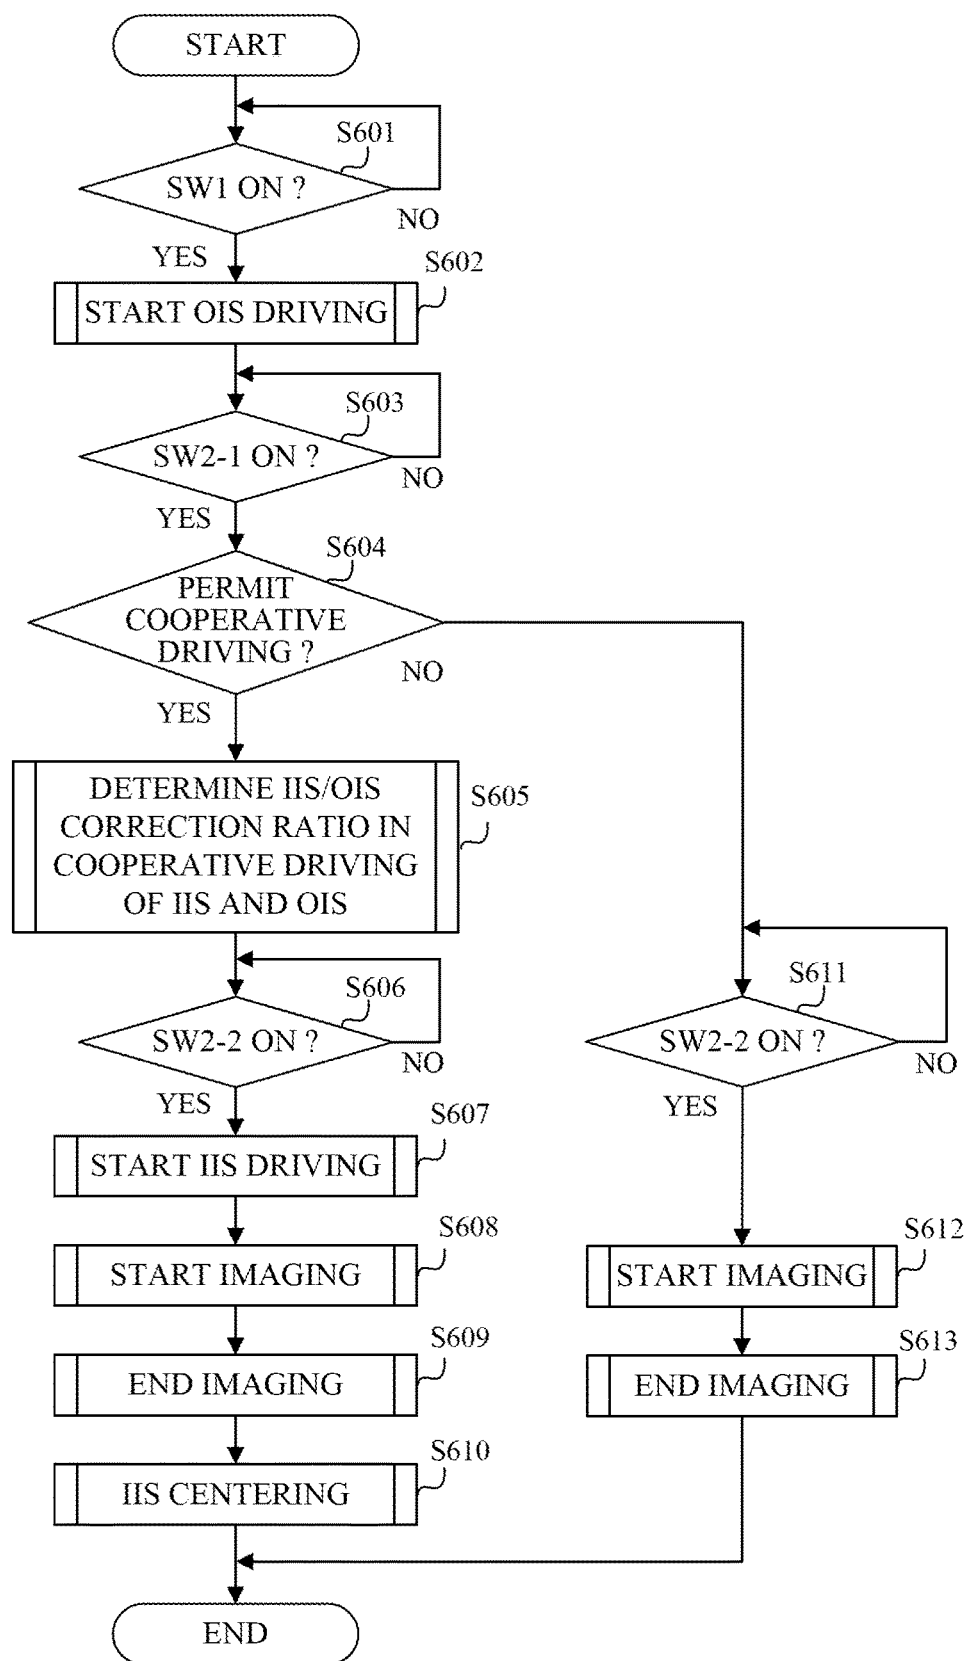 START
S601
SW1 ON ?
NO
YES
S602
START OIS DRIVING
S603
SW2-1 ON ?
NO
YES
S604
PERMIT
COOPERATIVE
DRIVING ?
NO
YES
DETERMINE IIS/OIS
CORRECTION RATIO IN
COOPERATIVE DRIVING
OF IIS AND OIS
S605
S606
SW2-2 ON ?
NO
YES
S607
START IIS DRIVING
S608
START IMAGING
S609
END IMAGING
S610
IIS CENTERING
S611
SW2-2 ON ?
NO
YES
S612
START IMAGING
S613
END IMAGING
END